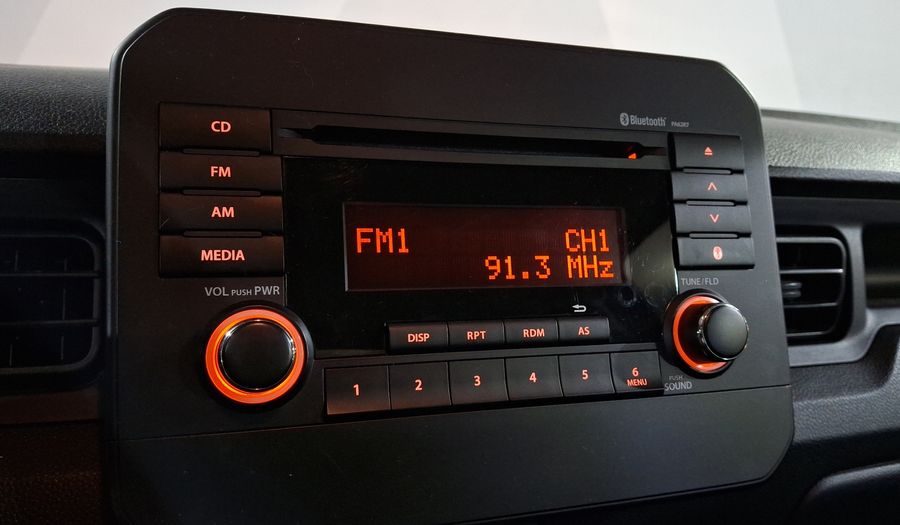 Bluetooth® PA63R7
CD
FM
AM
MEDIA
FM1 CH1
91.3 MHz
VOL PUSH PWR
TUNE/FLD
DISP RPT RDM AS
1 2 3 4 5 6
MENU
PUSH
SOUND